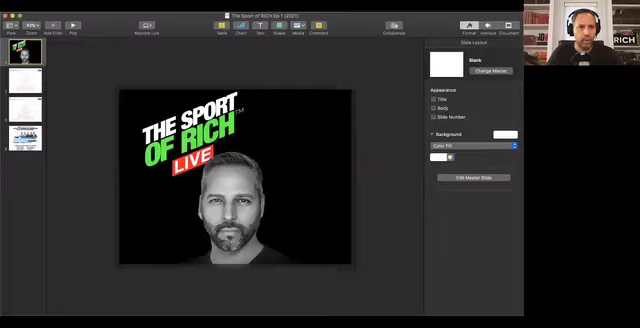 The Sport of RICH Ep 1 (2021)
View
Zoom
Add Slide
Play
Keynote Live
Table
Chart
Text
Shape
Media
Comment
Collaborate
Format
Animate
Document
Slide Layout
Blank
Change Master
Appearance
Title
Body
Slide Number
Background
Color Fill
Edit Master Slide
THE SPORT
OF RICH™
LIVE
RICH